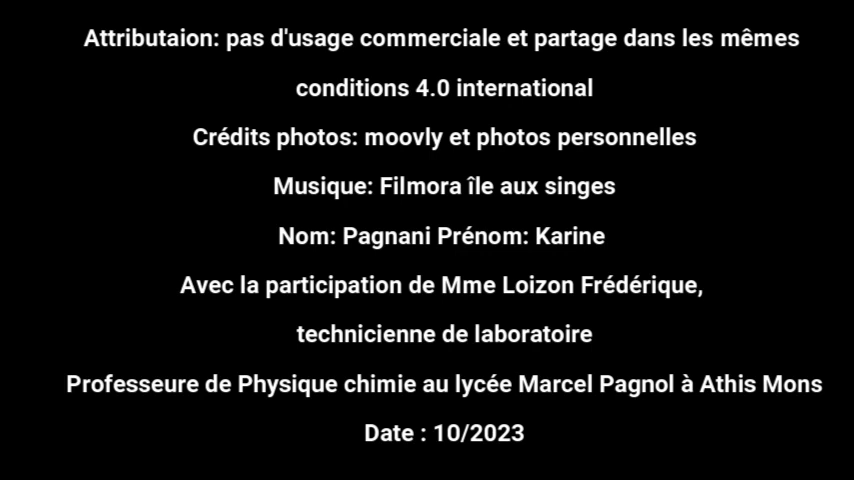 Attributaion: pas d'usage commerciale et partage dans les mêmes
conditions 4.0 international
Crédits photos: moovly et photos personnelles
Musique: Filmora île aux singes
Nom: Pagnani Prénom: Karine
Avec la participation de Mme Loizon Frédérique,
technicienne de laboratoire
Professeure de Physique chimie au lycée Marcel Pagnol à Athis Mons
Date : 10/2023